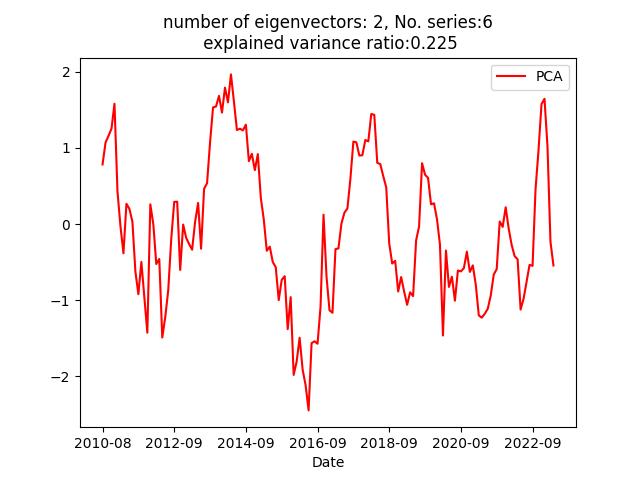 number of eigenvectors: 2, No. series:6
explained variance ratio:0.225
PCA
2
1
0
−1
−2
2010-08 2012-09 2014-09 2016-09 2018-09 2020-09 2022-09
Date